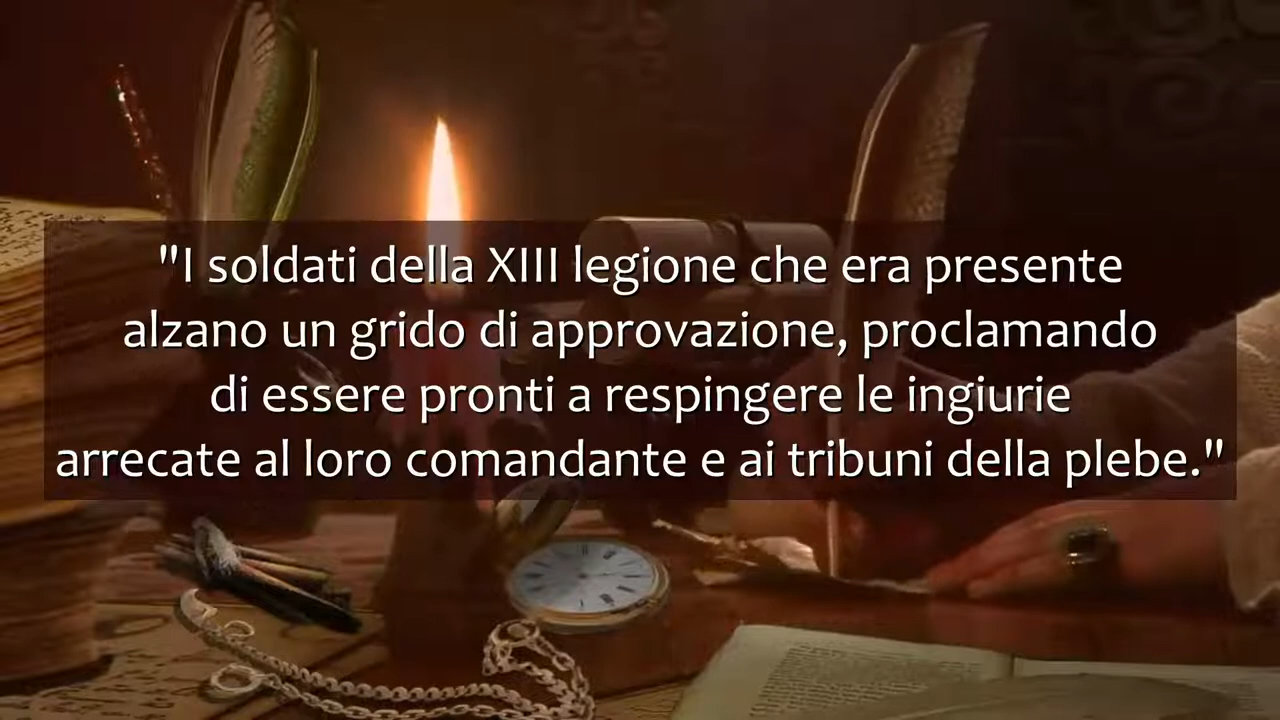 "I soldati della XIII legione che era presente
alzano un grido di approvazione, proclamando
di essere pronti a respingere le ingiurie
arrecate al loro comandante e ai tribuni della plebe."